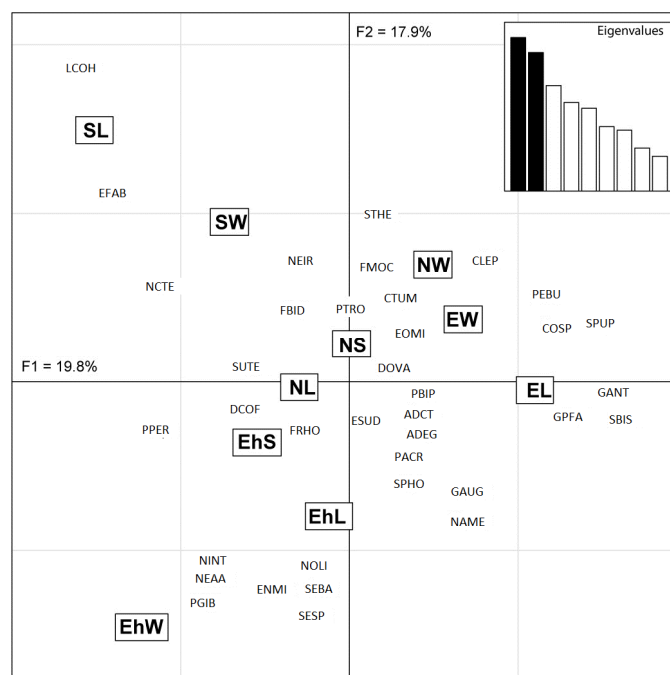 F2 = 17.9%
Eigenvalues
LCOH
SL
EFAB
SW
STHE
NEIR
FMOC
NW
CLEP
NCTE
CTUM
PEBU
FBID
PTRO
EW
EOMI
COSP
SPUP
NS
F1 = 19.8%
SUTE
DOVA
NL
EL
PBIP
GANT
DCOF
ADCT
GPFA
SBIS
PPER
FRHO
ESUD
ADEG
EhS
PACR
SPHO
GAUG
EhL
NAME
NINT
NOLI
NEAA
ENMI
SEBA
PGIB
SESP
EhW